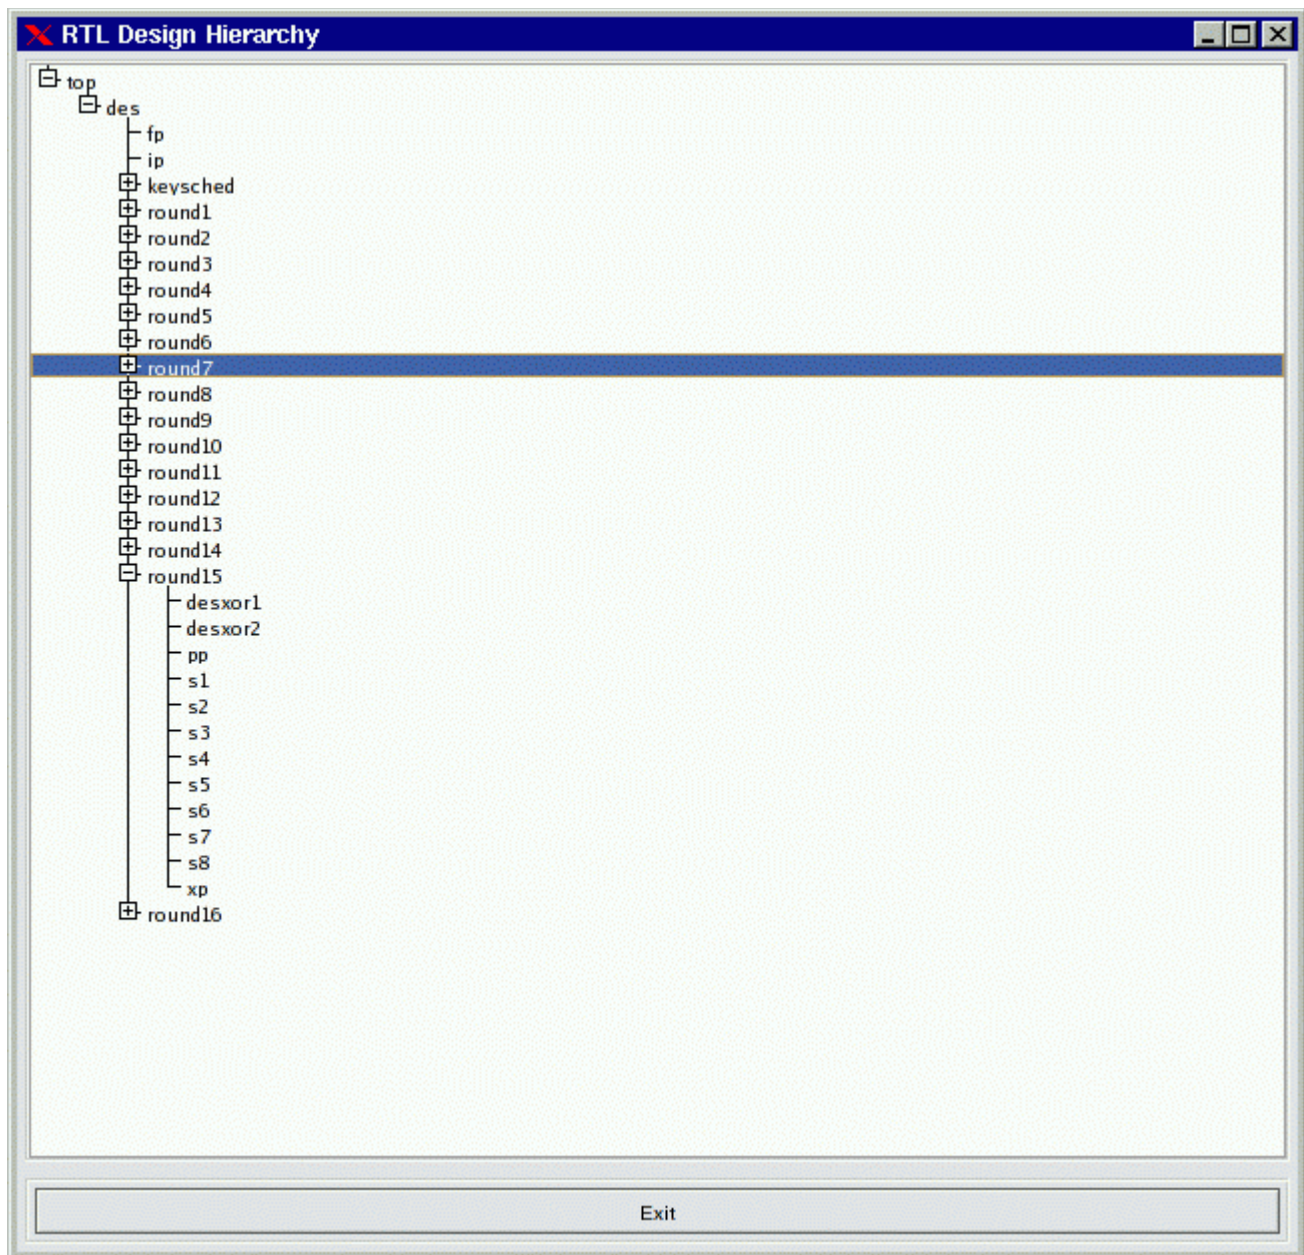 RTL Design Hierarchy
top
des
fp
ip
keysched
round1
round2
round3
round4
round5
round6
round7
round8
round9
round10
round11
round12
round13
round14
round15
desxor1
desxor2
pp
s1
s2
s3
s4
s5
s6
s7
s8
xp
round16
Exit